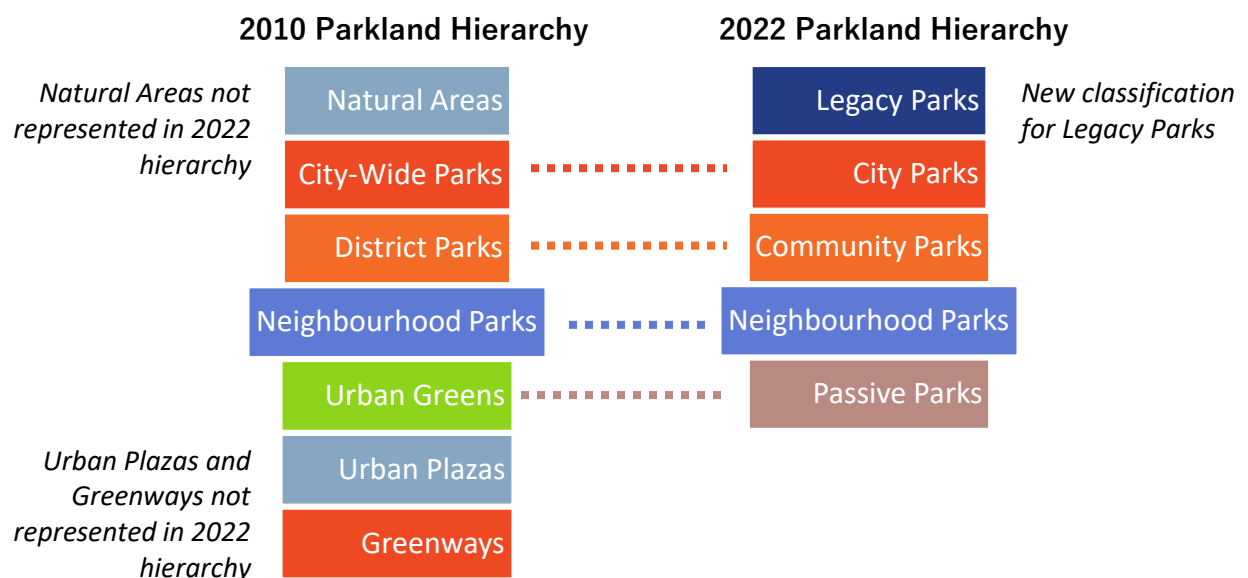 2010 Parkland Hierarchy
2022 Parkland Hierarchy
Natural Areas not
represented in 2022
hierarchy
Natural Areas
Legacy Parks
New classification
for Legacy Parks
City-Wide Parks
City Parks
District Parks
Community Parks
Neighbourhood Parks
Neighbourhood Parks
Urban Greens
Passive Parks
Urban Plazas and
Greenways not
represented in 2022
hierarchy
Urban Plazas
Greenways